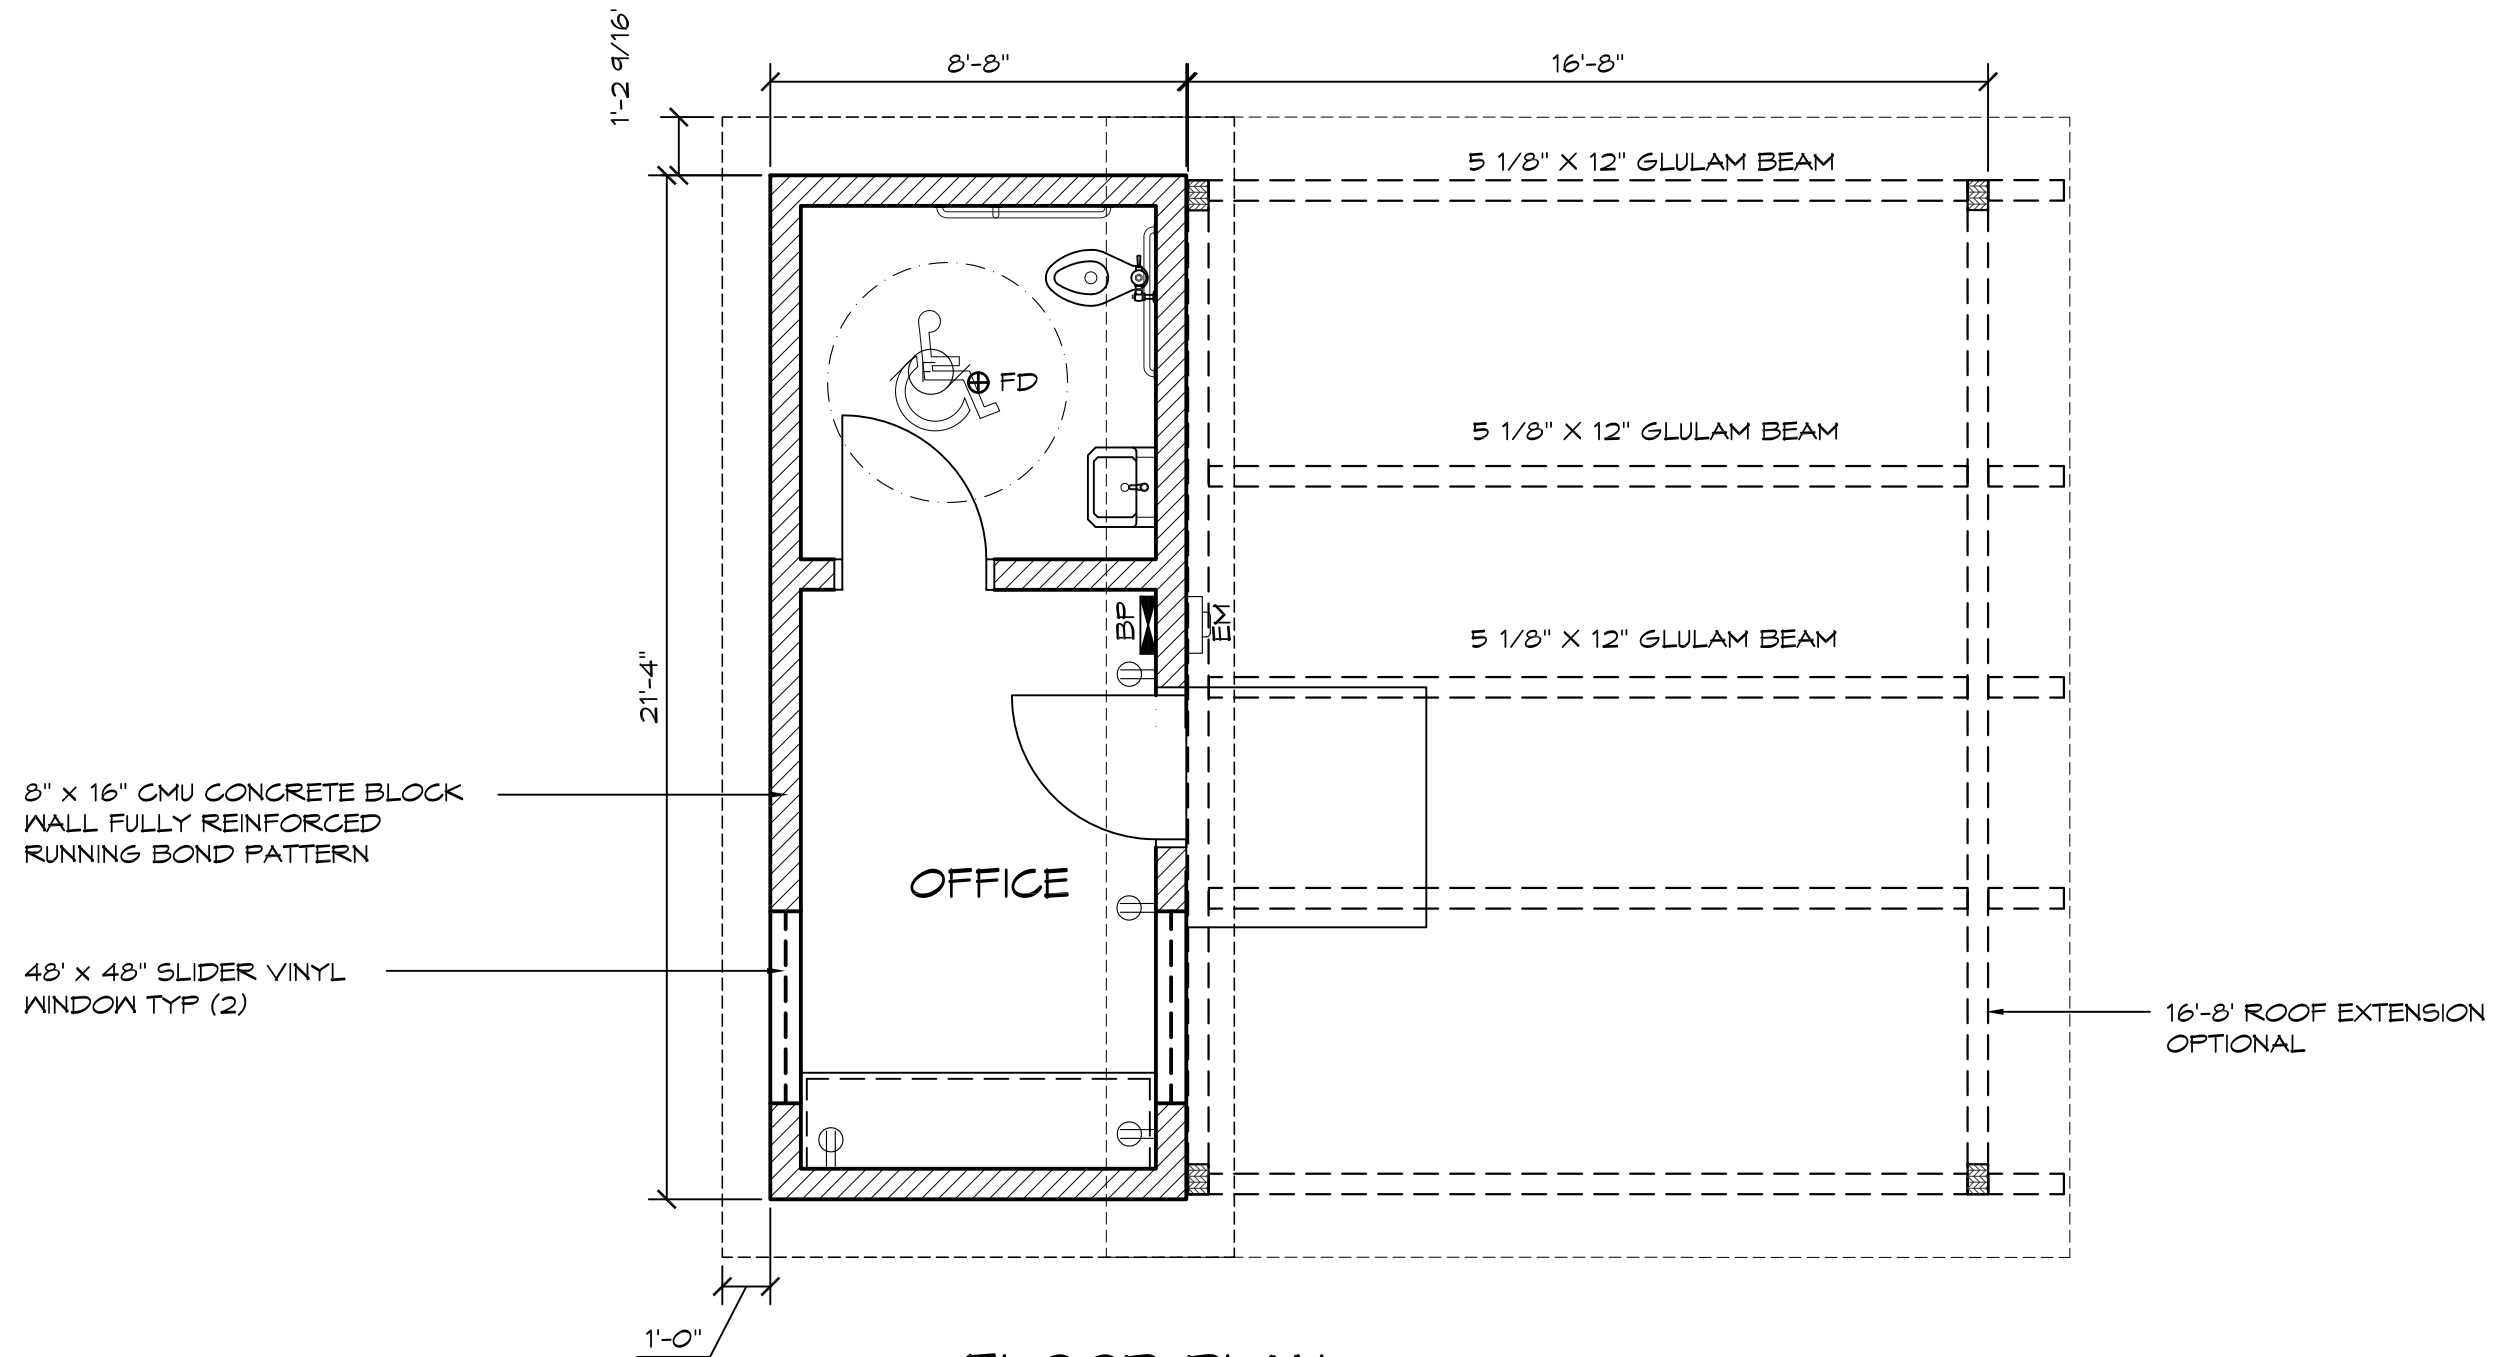 1'-2 9/16"
8'-8"
16'-8"
5 1/8" X 12" GLULAM BEAM
FD
5 1/8" X 12" GLULAM BEAM
BP
EM
5 1/8" X 12" GLULAM BEAM
21'-4"
8" x 16" CMU CONCRETE BLOCK
WALL FULLY REINFORCED
RUNNING BOND PATTERN
OFFICE
48' x 48" SLIDER VINYL
WINDOW TYP (2)
16'-8' ROOF EXTENSION
OPTIONAL
1'-0"
FLOOR PLAN